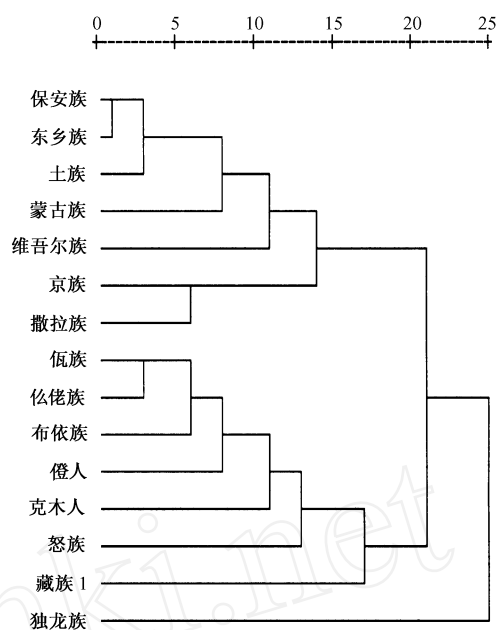 0 5 10 15 20 25
保安族
东乡族
土族
蒙古族
维吾尔族
京族
撒拉族
佤族
仫佬族
布依族
僜人
克木人
怒族
藏族 1
独龙族
nki.net